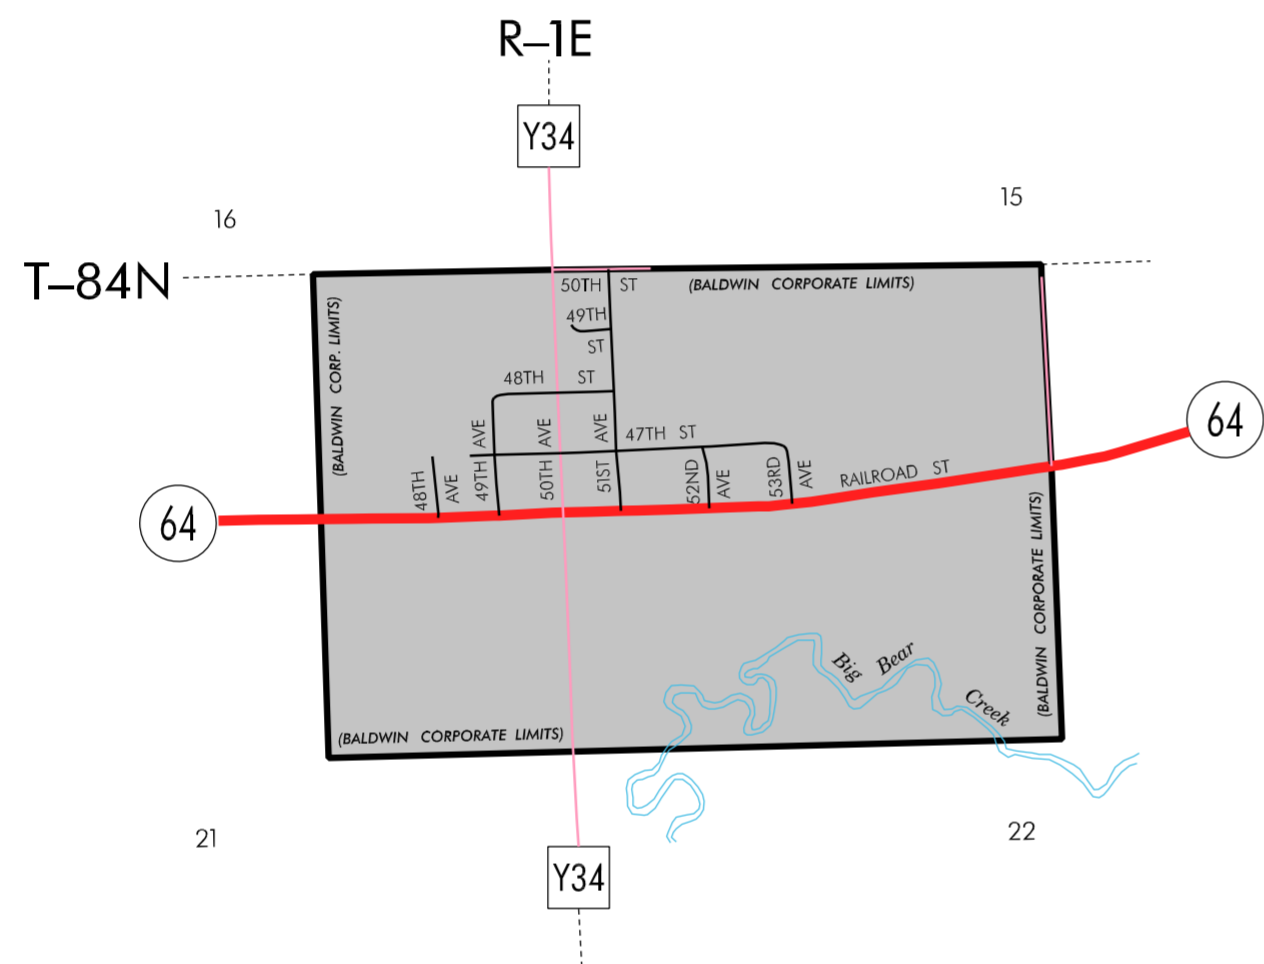 R–1E
Y34
16
15
T–84N
50TH ST
(BALDWIN CORPORATE LIMITS)
(BALDWIN CORP. LIMITS)
49TH
ST
48TH ST
47TH ST
48TH AVE
49TH AVE
50TH AVE
51ST AVE
52ND AVE
53RD AVE
RAILROAD ST
64
64
(BALDWIN CORPORATE LIMITS)
Big Bear Creek
(BALDWIN CORPORATE LIMITS)
21
22
Y34